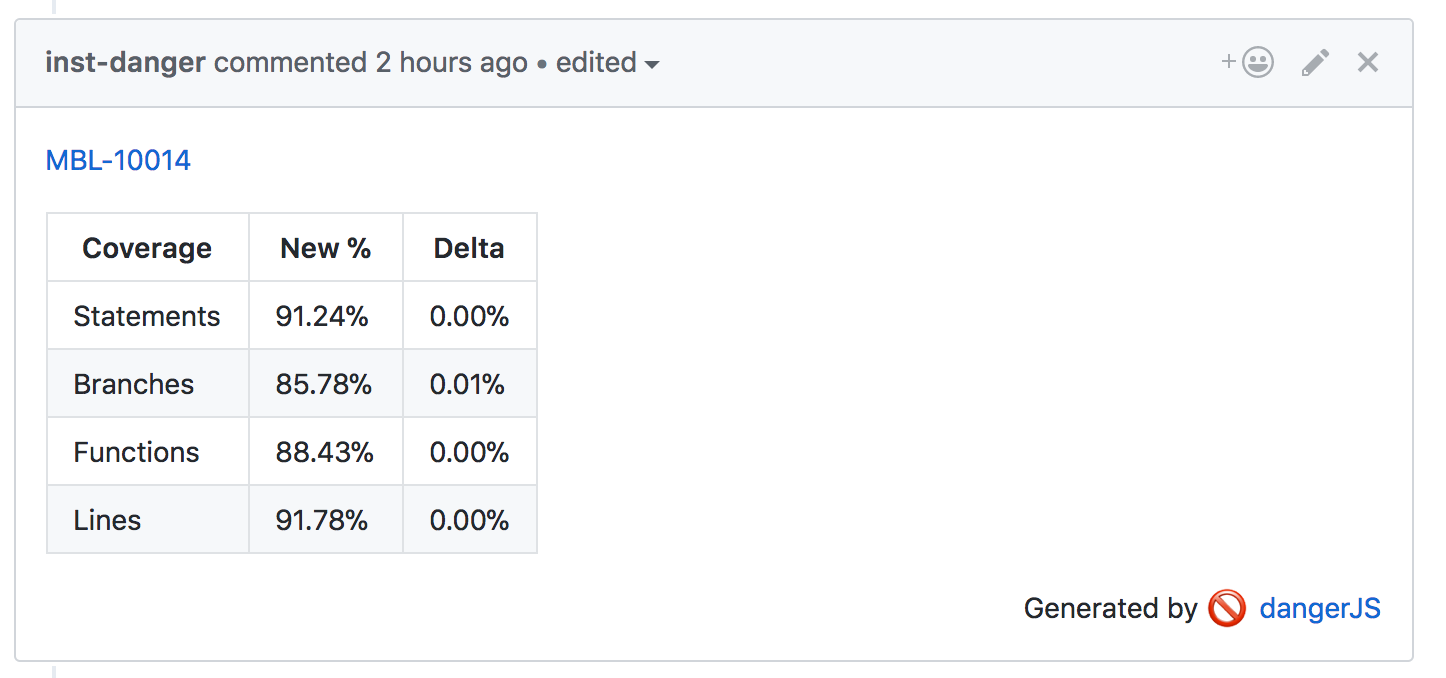 inst-danger commented 2 hours ago • edited
MBL-10014
Coverage New % Delta
Statements 91.24% 0.00%
Branches 85.78% 0.01%
Functions 88.43% 0.00%
Lines 91.78% 0.00%
Generated by 🚫 dangerJS